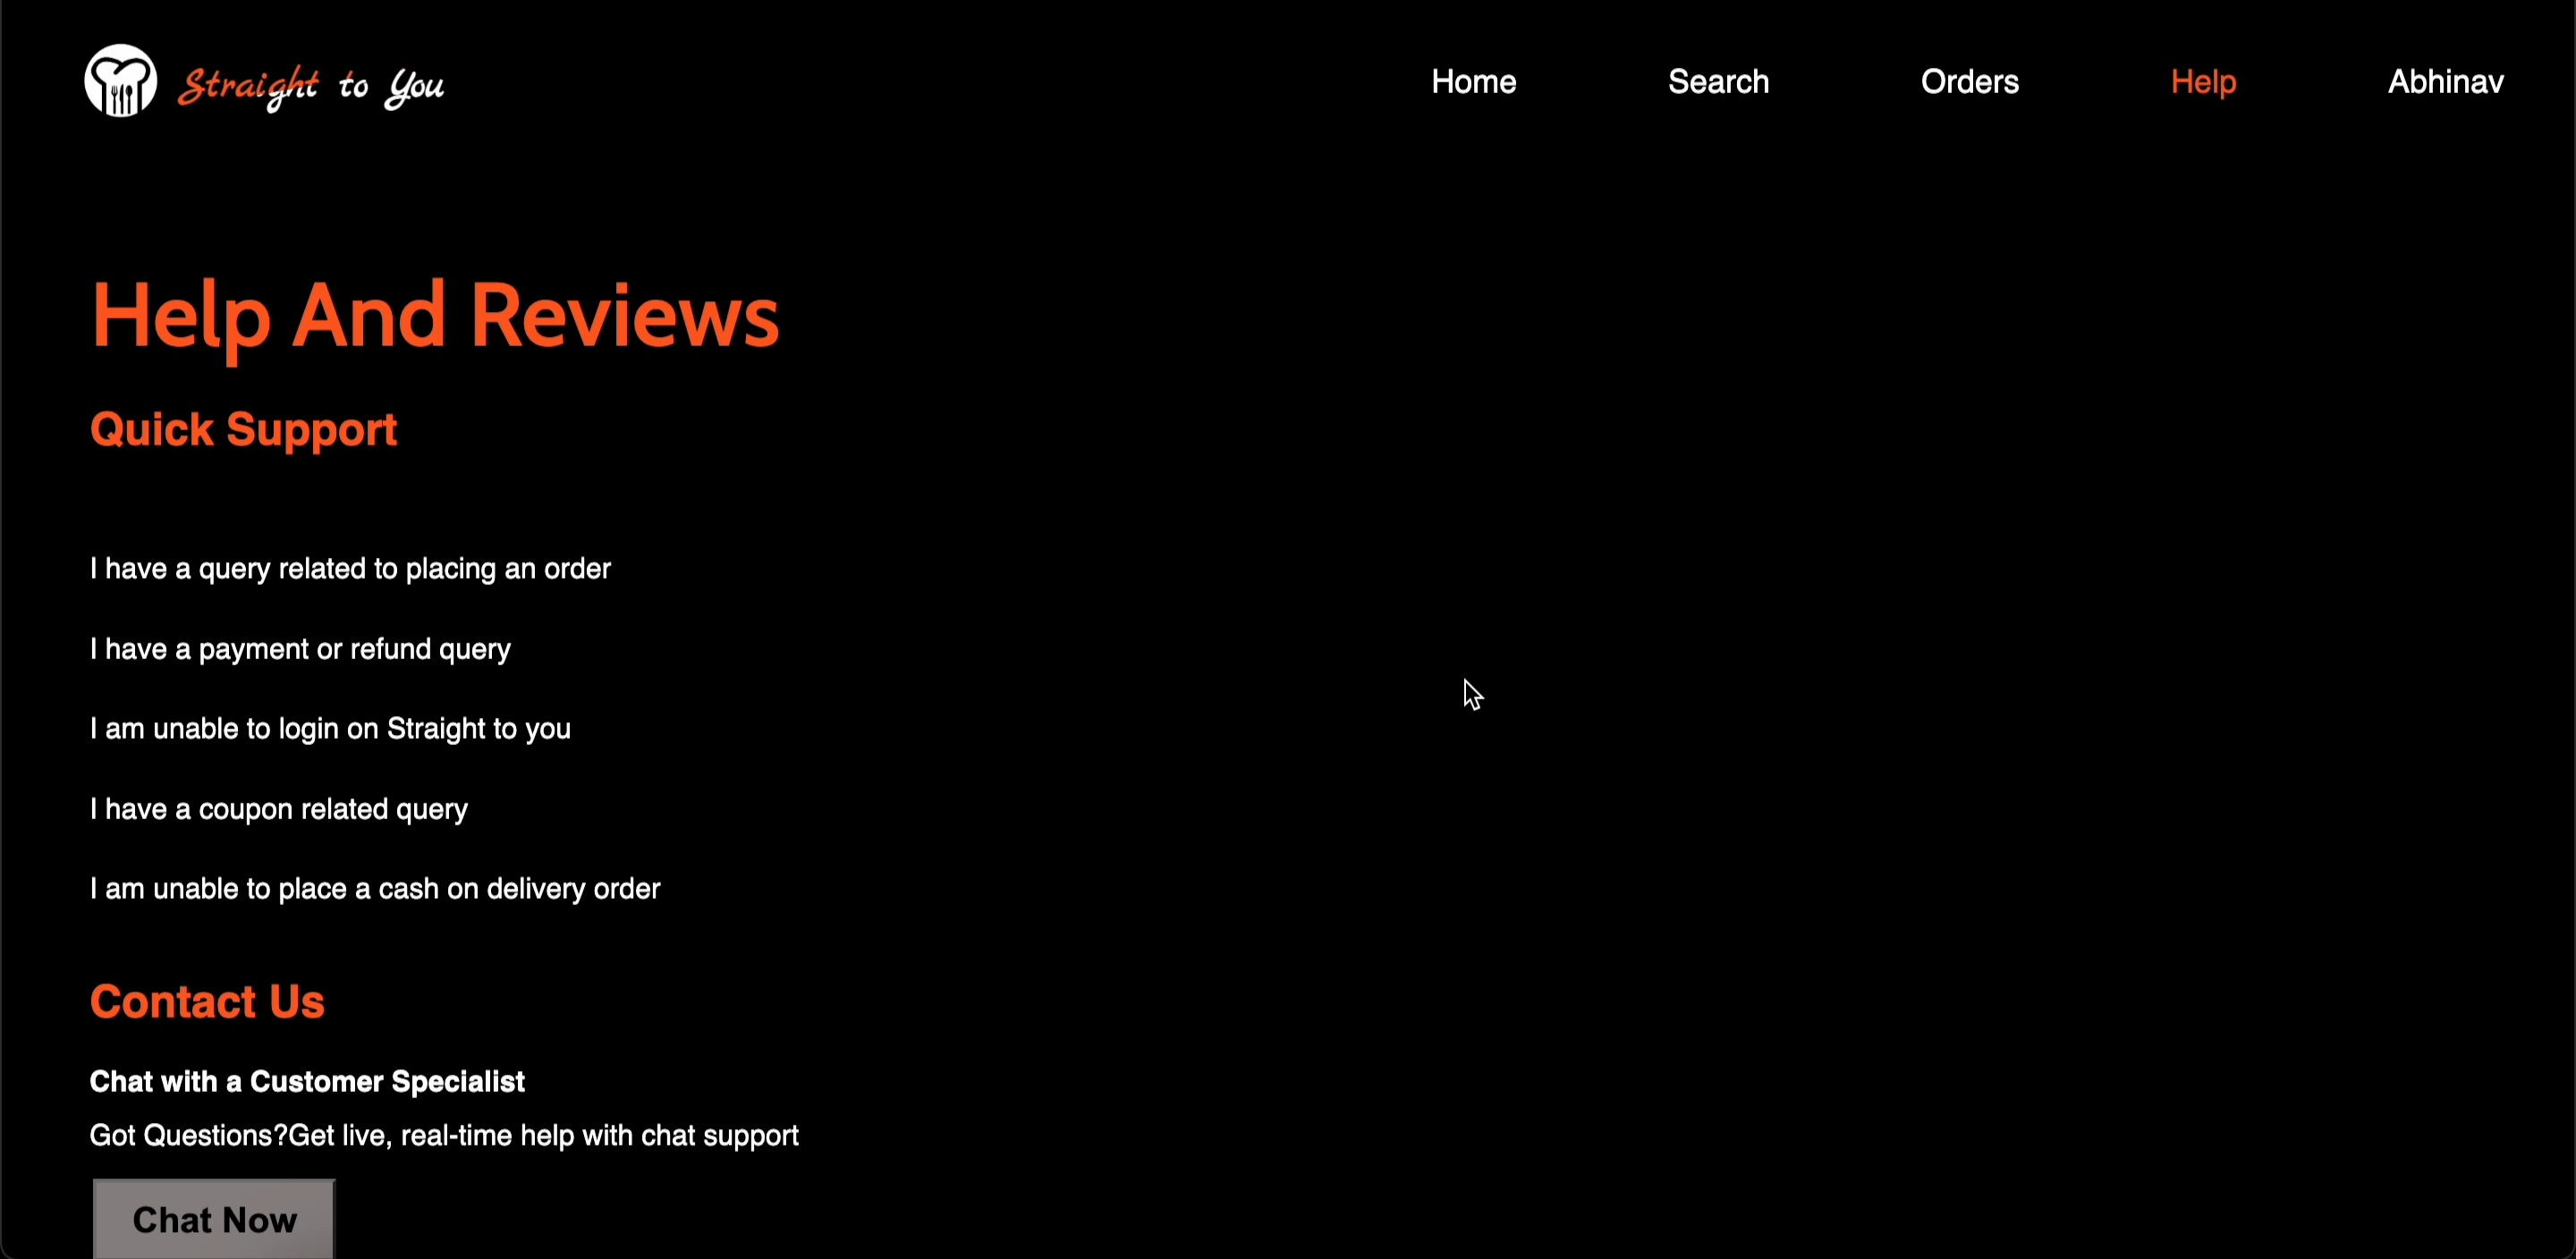 Straight to You
Home Search Orders Help Abhinav
Help And Reviews
Quick Support
I have a query related to placing an order
I have a payment or refund query
I am unable to login on Straight to you
I have a coupon related query
I am unable to place a cash on delivery order
Contact Us
Chat with a Customer Specialist
Got Questions?Get live, real-time help with chat support
Chat Now